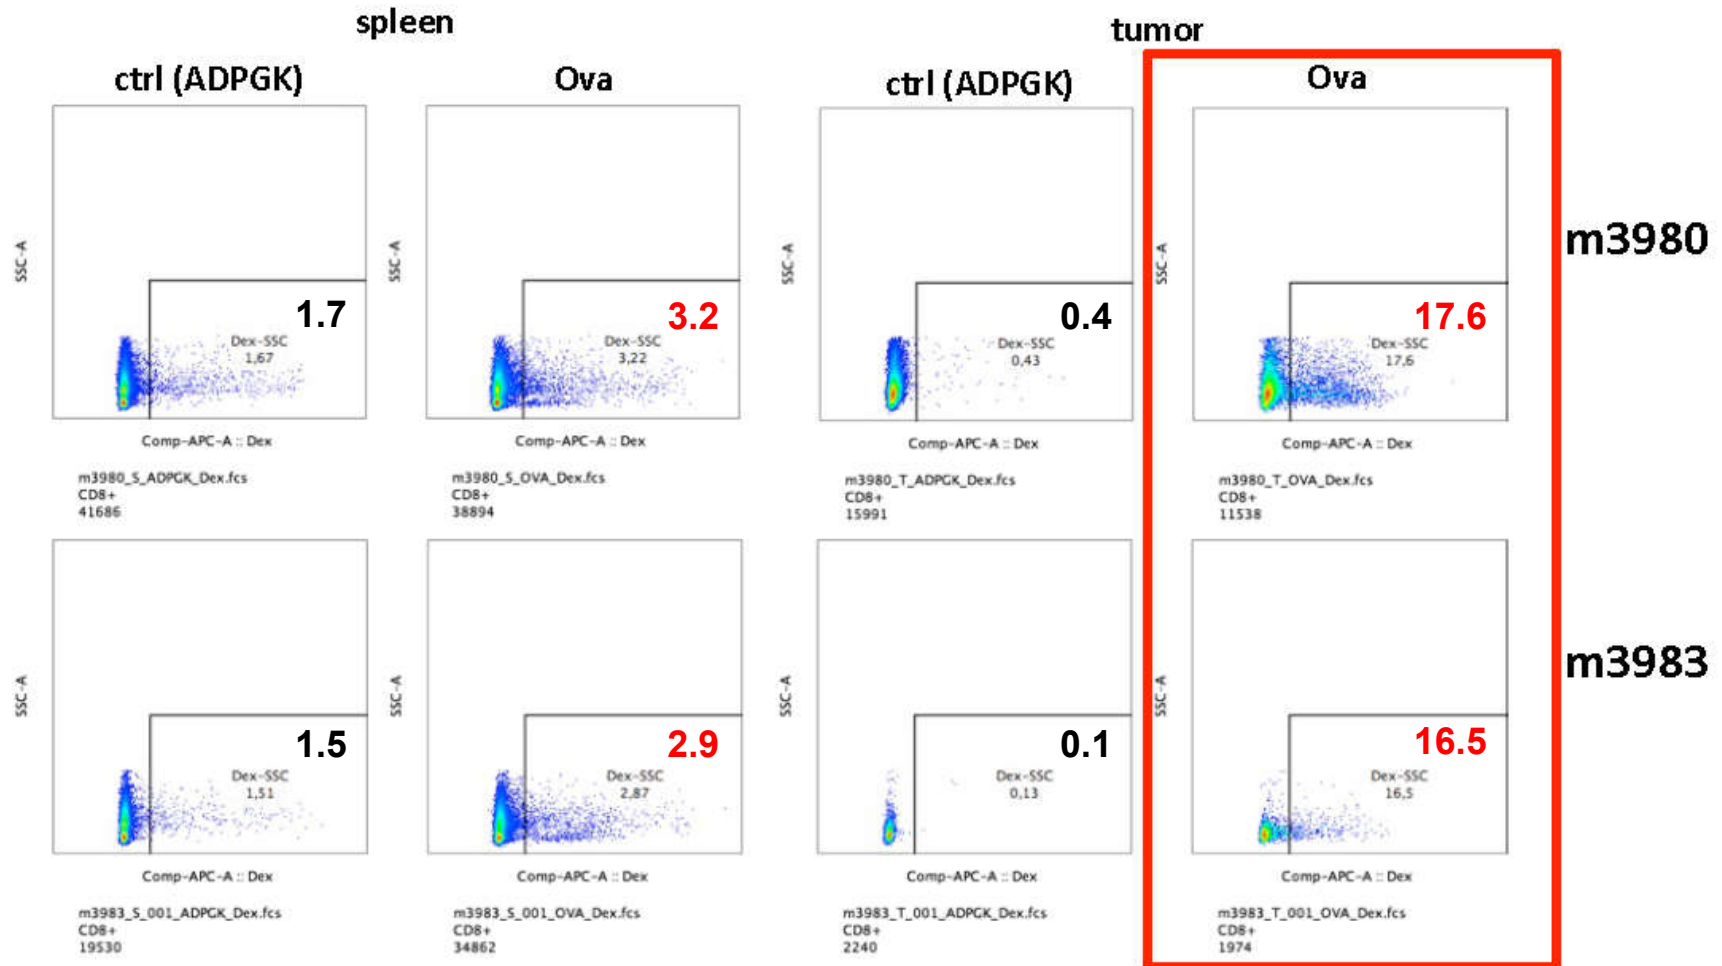 spleen
tumor
ctrl (ADPGK)
Ova
ctrl (ADPGK)
Ova
SSC-A
1.7
Dex-SSC
1,67
Comp-APC-A :: Dex
m3980_S_ADPGK_Dex.fcs
CD8+
41686
SSC-A
3.2
Dex-SSC
3,22
Comp-APC-A :: Dex
m3980_S_OVA_Dex.fcs
CD8+
38894
SSC-A
0.4
Dex-SSC
0,43
Comp-APC-A :: Dex
m3980_T_ADPGK_Dex.fcs
CD8+
15991
SSC-A
17.6
Dex-SSC
17,6
Comp-APC-A :: Dex
m3980_T_OVA_Dex.fcs
CD8+
11538
m3980
SSC-A
1.5
Dex-SSC
1,51
Comp-APC-A :: Dex
m3983_S_001_ADPGK_Dex.fcs
CD8+
19530
SSC-A
2.9
Dex-SSC
2,87
Comp-APC-A :: Dex
m3983_S_001_OVA_Dex.fcs
CD8+
34862
SSC-A
0.1
Dex-SSC
0,13
Comp-APC-A :: Dex
m3983_T_001_ADPGK_Dex.fcs
CD8+
2240
SSC-A
16.5
Dex-SSC
16,5
Comp-APC-A :: Dex
m3983_T_001_OVA_Dex.fcs
CD8+
1974
m3983